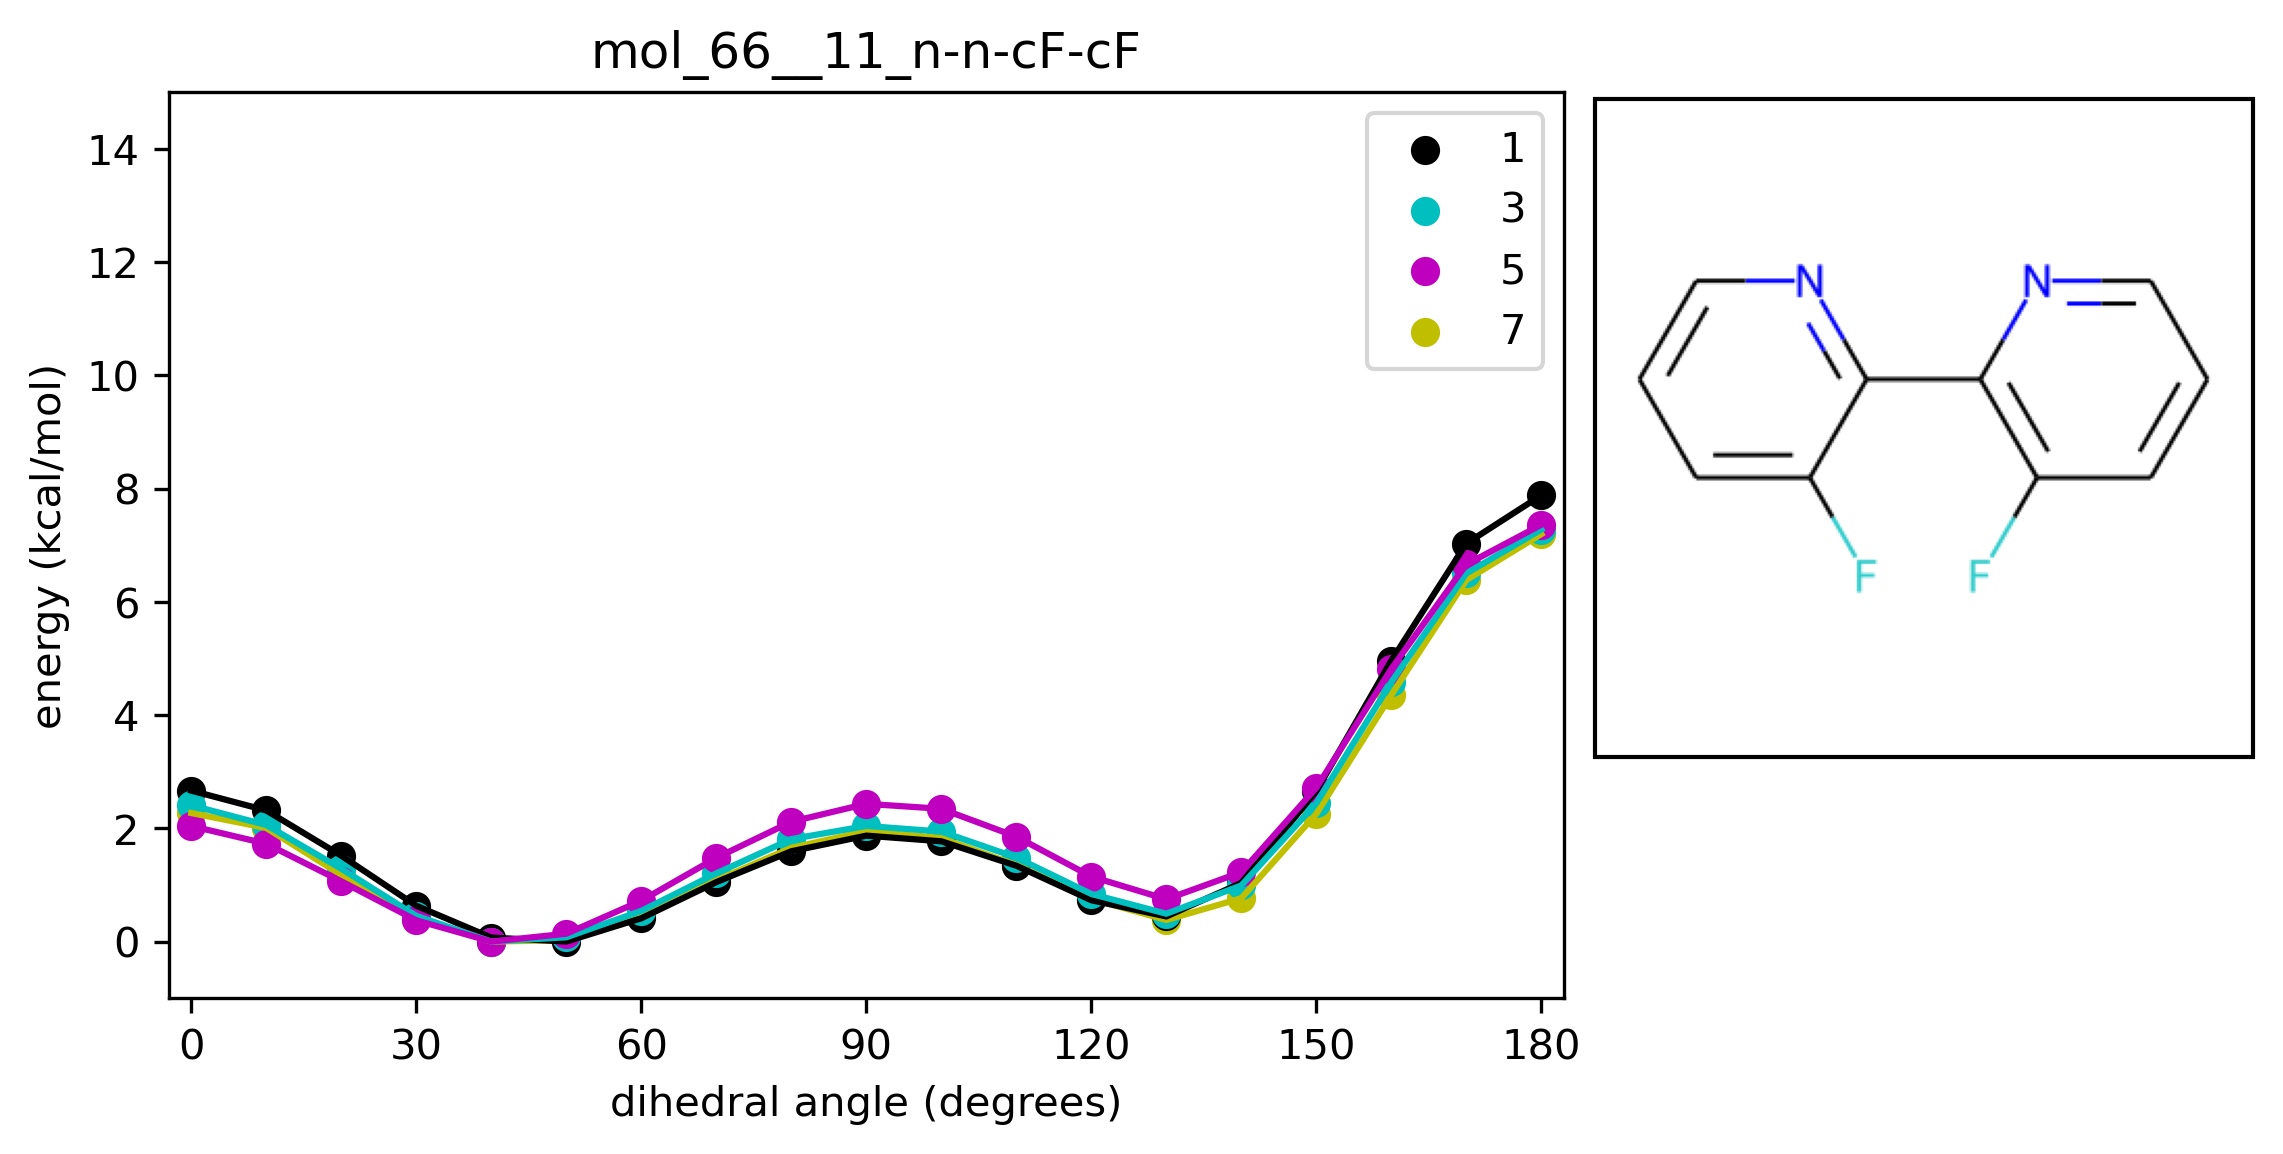 mol_66__11_n-n-cF-cF
energy (kcal/mol)
14
12
10
8
6
4
2
0
0 30 60 90 120 150 180
dihedral angle (degrees)
1
3
5
7
N N
F F